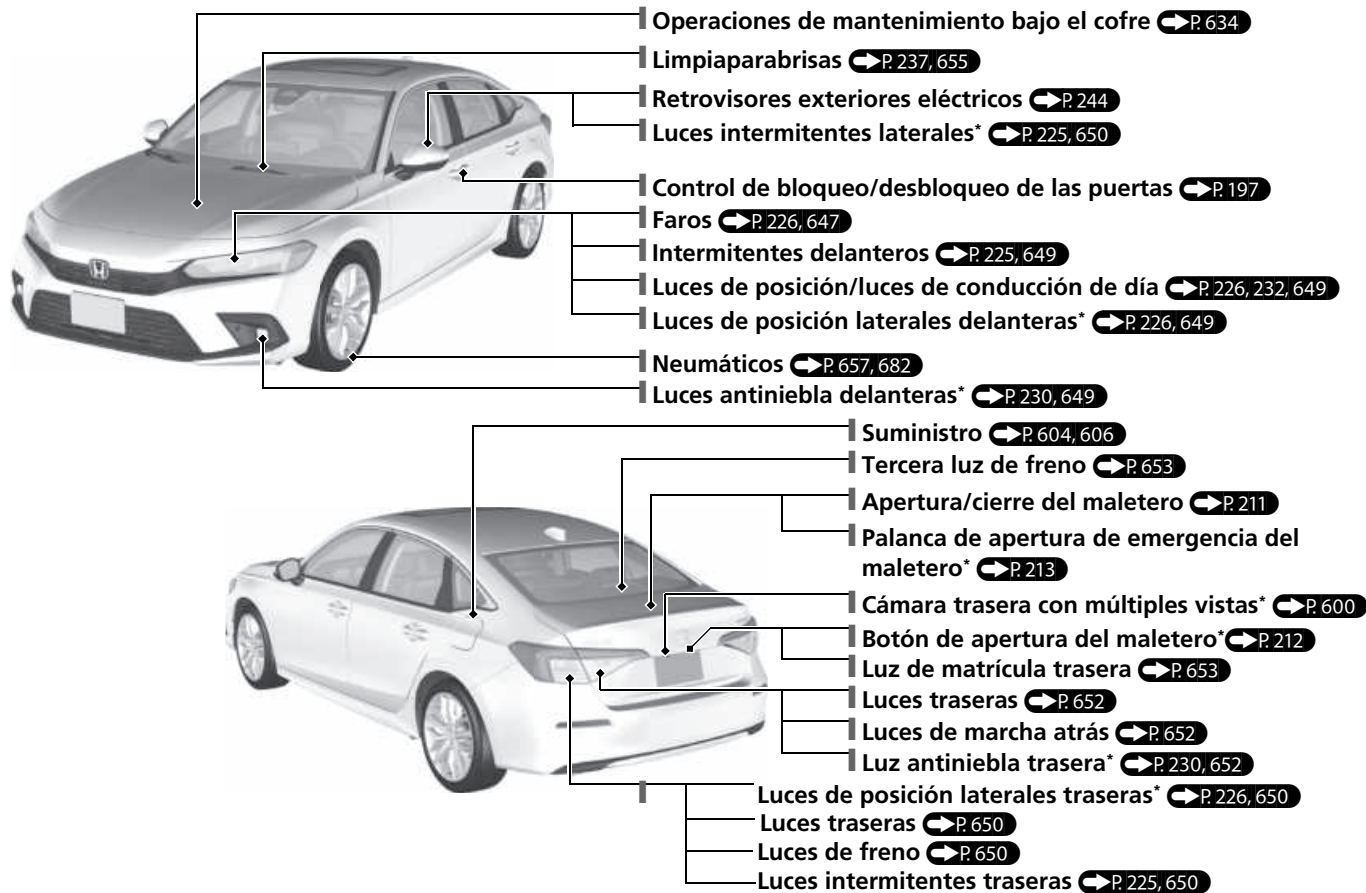 Operaciones de mantenimiento bajo el cofre P. 634
Limpiaparabrisas P. 237, 655
Retrovisores exteriores eléctricos P. 244
Luces intermitentes laterales* P. 225, 650
Control de bloqueo/desbloqueo de las puertas P. 197
Faros P. 226, 647
Intermitentes delanteros P. 225, 649
Luces de posición/luces de conducción de día P. 226, 232, 649
Luces de posición laterales delanteras* P. 226, 649
Neumáticos P. 657, 682
Luces antiniebla delanteras* P. 230, 649
Suministro P. 604, 606
Tercera luz de freno P. 653
Apertura/cierre del maletero P. 211
Palanca de apertura de emergencia del
maletero* P. 213
Cámara trasera con múltiples vistas* P. 600
Botón de apertura del maletero* P. 212
Luz de matrícula trasera P. 653
Luces traseras P. 652
Luces de marcha atrás P. 652
Luz antiniebla trasera* P. 230, 652
Luces de posición laterales traseras* P. 226, 650
Luces traseras P. 650
Luces de freno P. 650
Luces intermitentes traseras P. 225, 650